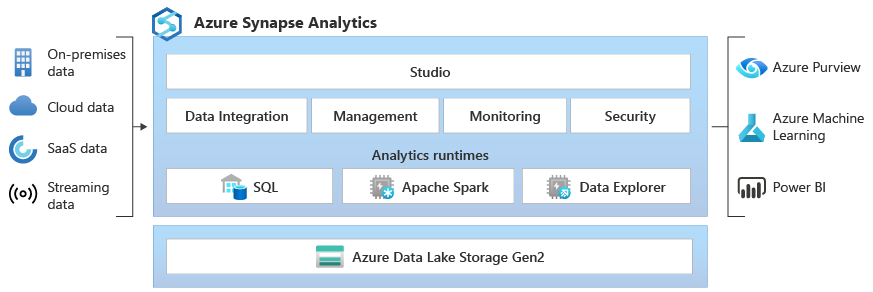 Azure Synapse Analytics
On-premises
data
Cloud data
SaaS data
Streaming
data
Studio
Data Integration
Management
Monitoring
Security
Analytics runtimes
SQL
Apache Spark
Data Explorer
Azure Data Lake Storage Gen2
Azure Purview
Azure Machine
Learning
Power BI